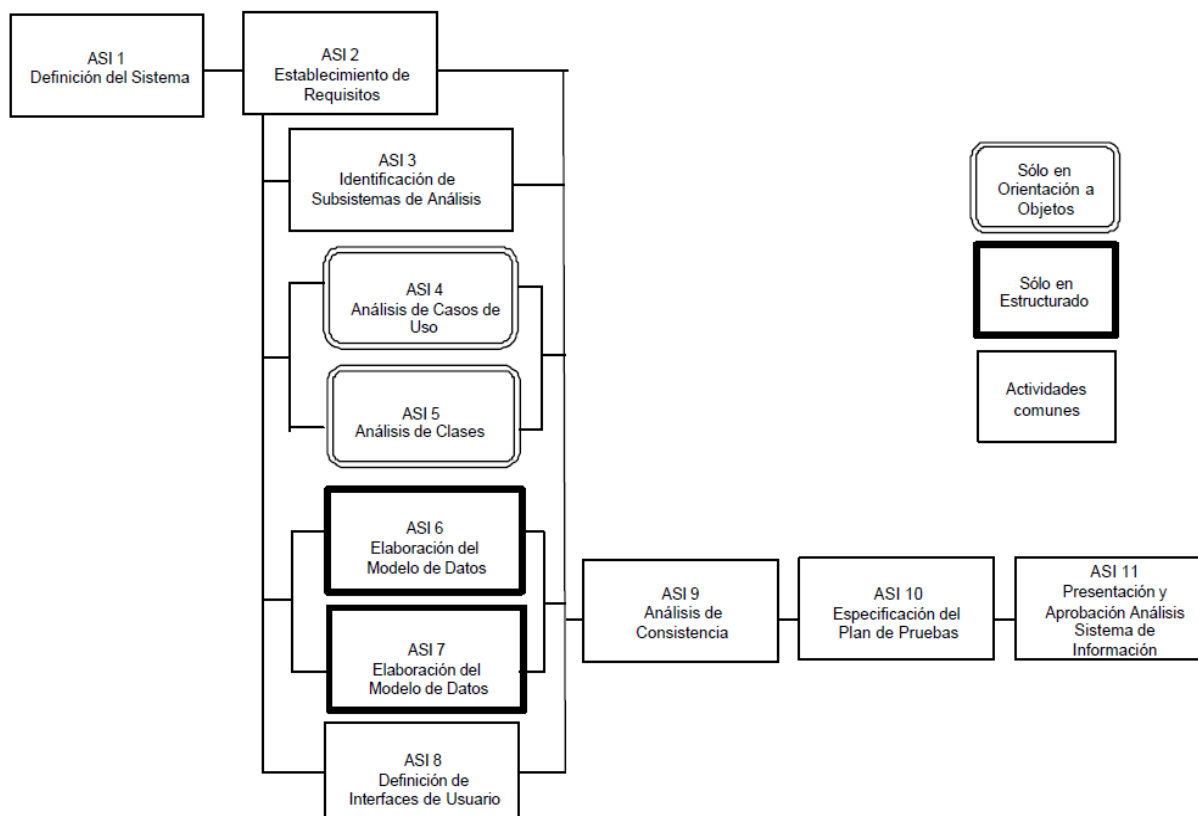 ASI 1
Definición del Sistema
ASI 2
Establecimiento de
Requisitos
ASI 3
Identificación de
Subsistemas de Análisis
ASI 4
Análisis de Casos de
Uso
ASI 5
Análisis de Clases
ASI 6
Elaboración del
Modelo de Datos
ASI 7
Elaboración del
Modelo de Datos
ASI 8
Definición de
Interfaces de Usuario
ASI 9
Análisis de
Consistencia
ASI 10
Especificación del
Plan de Pruebas
ASI 11
Presentación y
Aprobación Análisis
Sistema de
Información
Sólo en
Orientación a
Objetos
Sólo en
Estructurado
Actividades
comunes